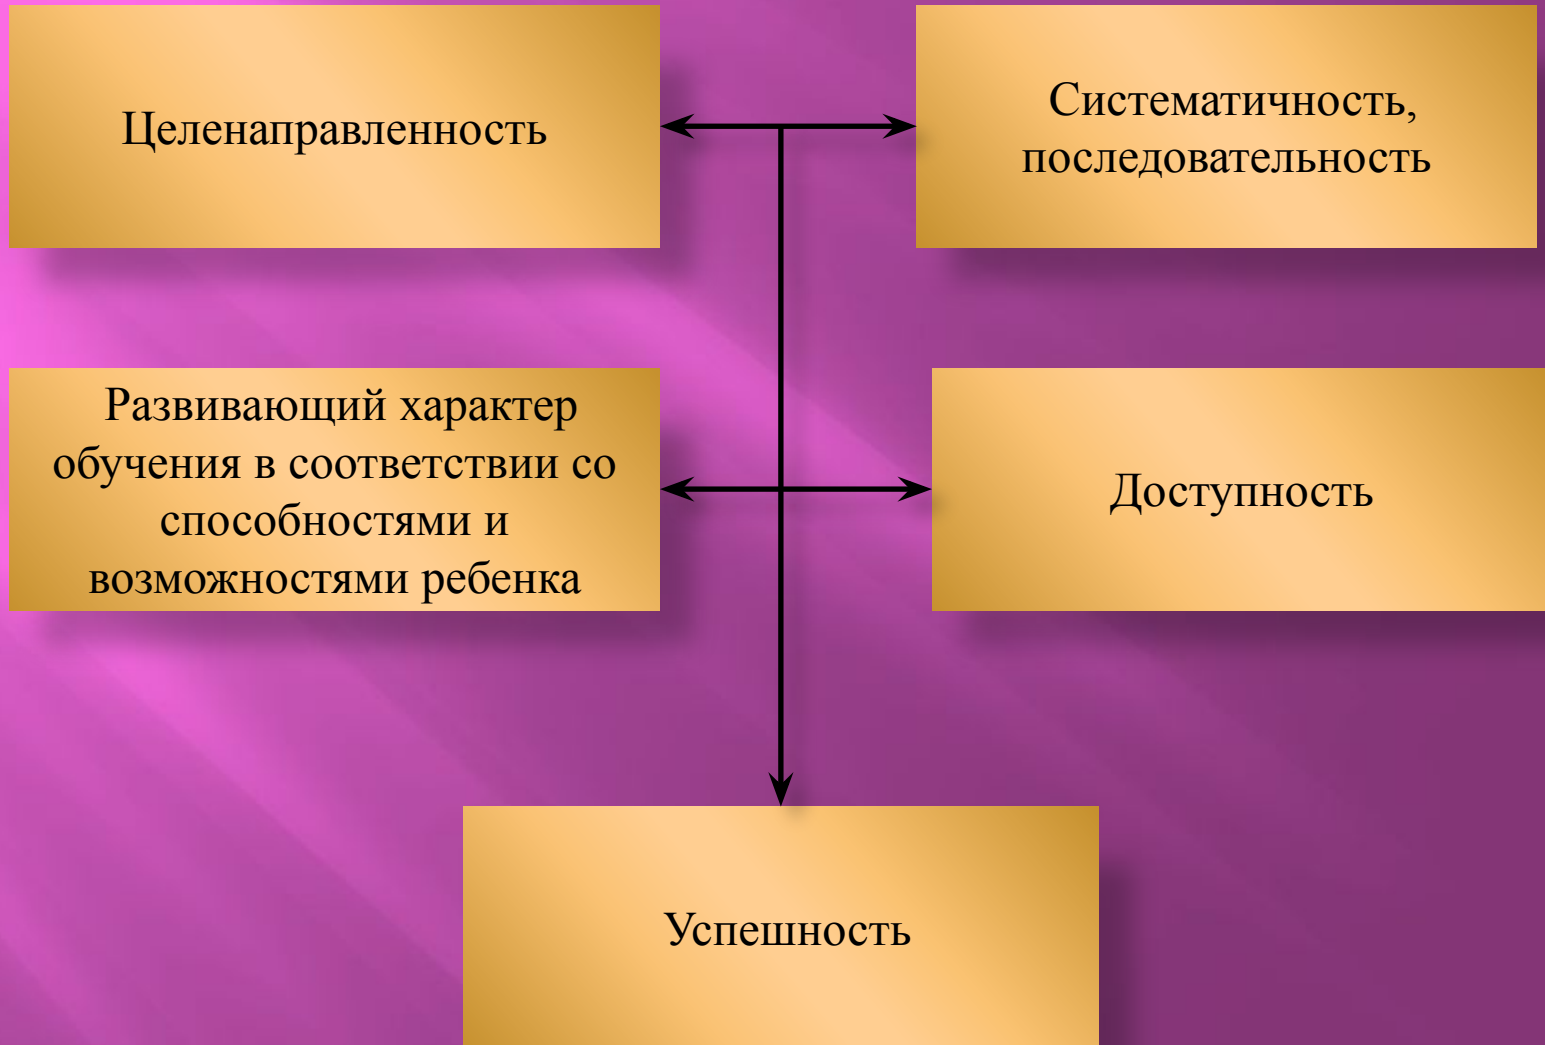 Целенаправленность
Систематичность,
последовательность
Развивающий характер
обучения в соответствии со
способностями и
возможностями ребенка
Доступность
Успешность